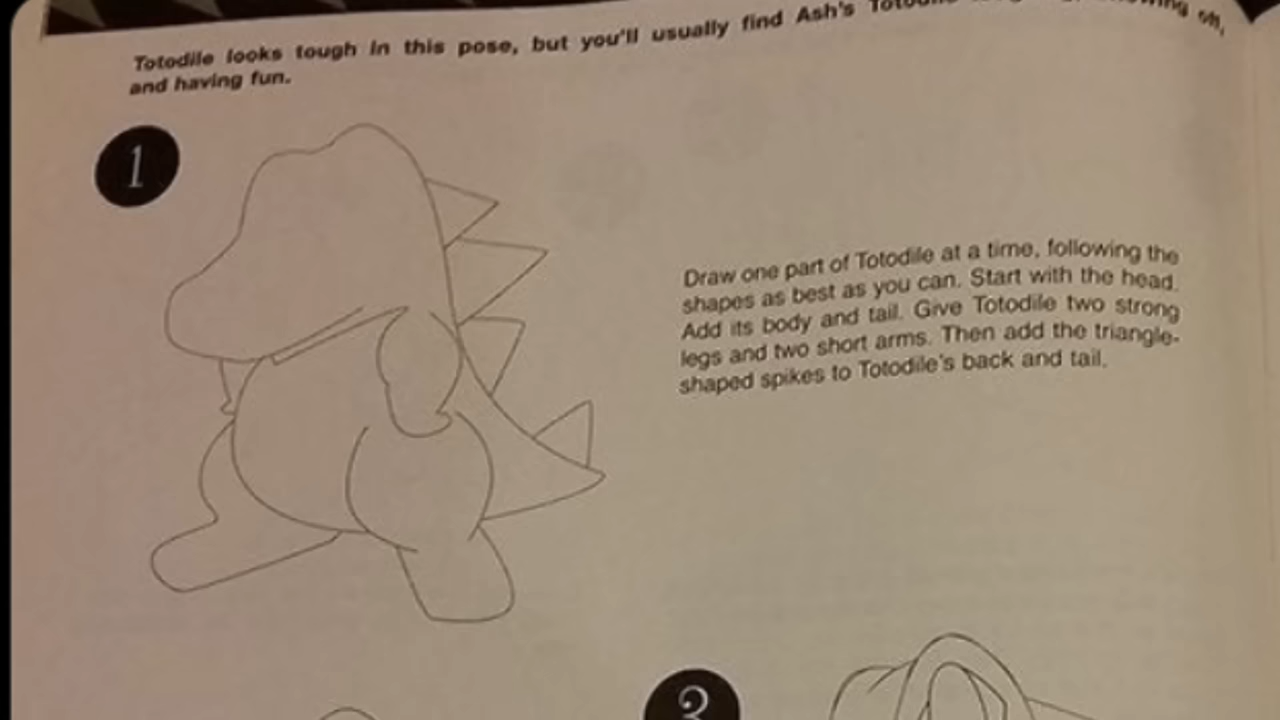 Totodile looks tough in this pose, but you'll usually find Ash's
and having fun.
1
Draw one part of Totodile at a time, following the
shapes as best as you can. Start with the head.
Add its body and tail. Give Totodile two strong
legs and two short arms. Then add the triangle-
shaped spikes to Totodile's back and tail.
3